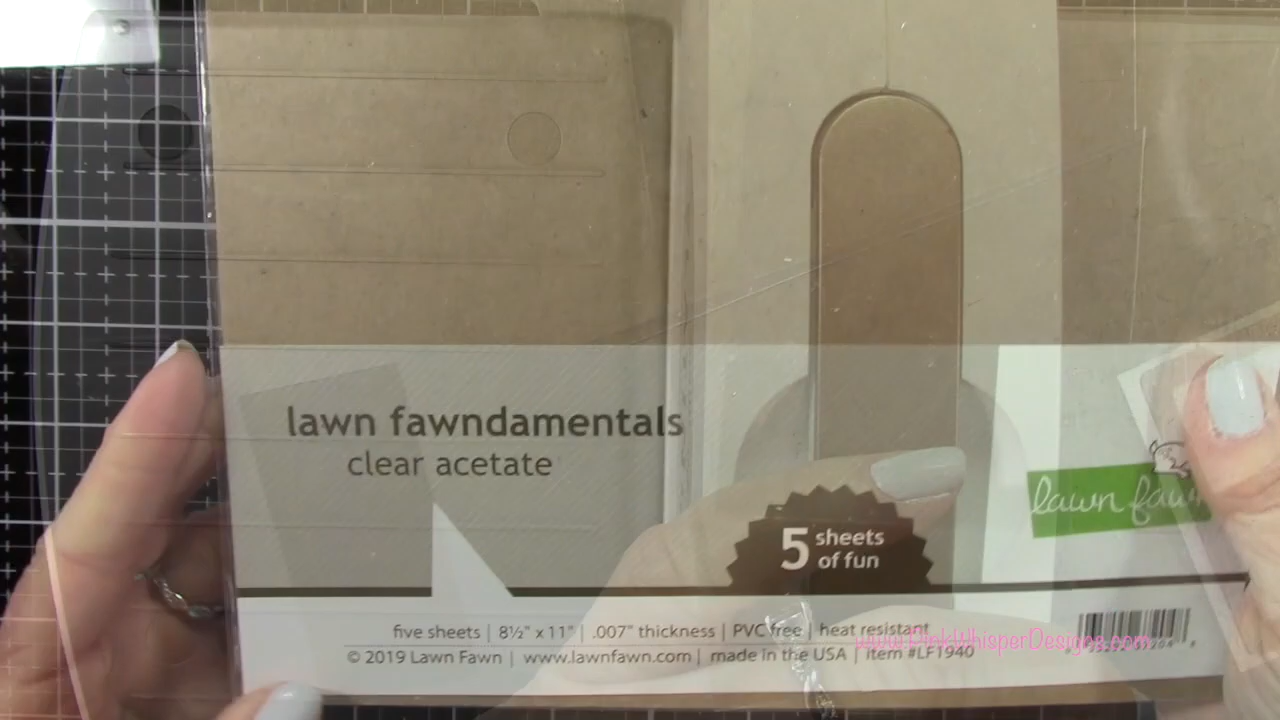 lawn fawndamentals
clear acetate
lawn fawn
5 sheets of fun
five sheets | 8½" x 11" | .007" thickness | PVC free | heat resistant
© 2019 Lawn Fawn | www.lawnfawn.com | made in the USA | item #LF1940
www.PinkWhisperDesigns.com